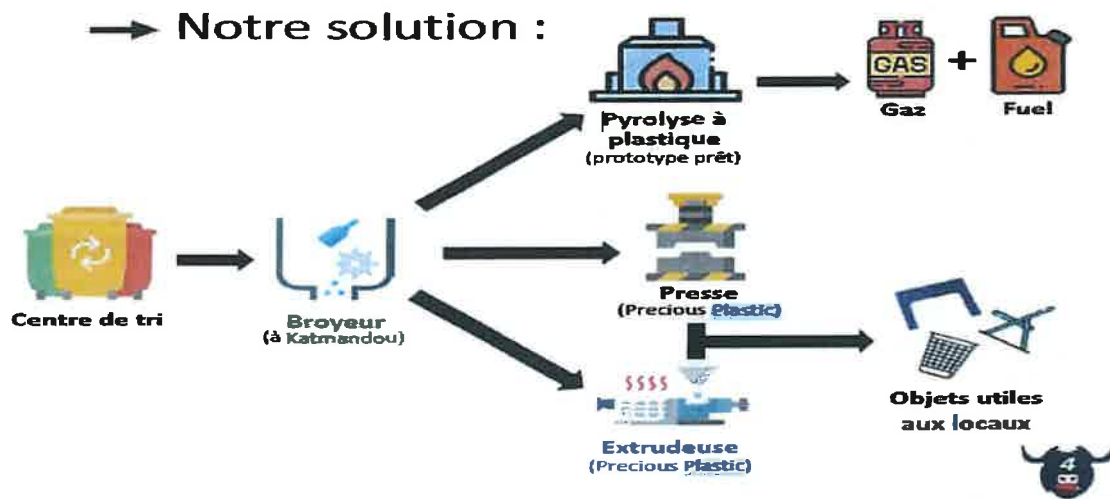 Notre solution :
GAS
Gaz
+
Fuel
Pyrolyse à
plastique
(prototype prêt)
Centre de tri
Broyeur
(à Katmandou)
Presse
(Precious Plastic)
$$$$
Extrudeuse
(Precious Plastic)
Objets utiles
aux locaux
4